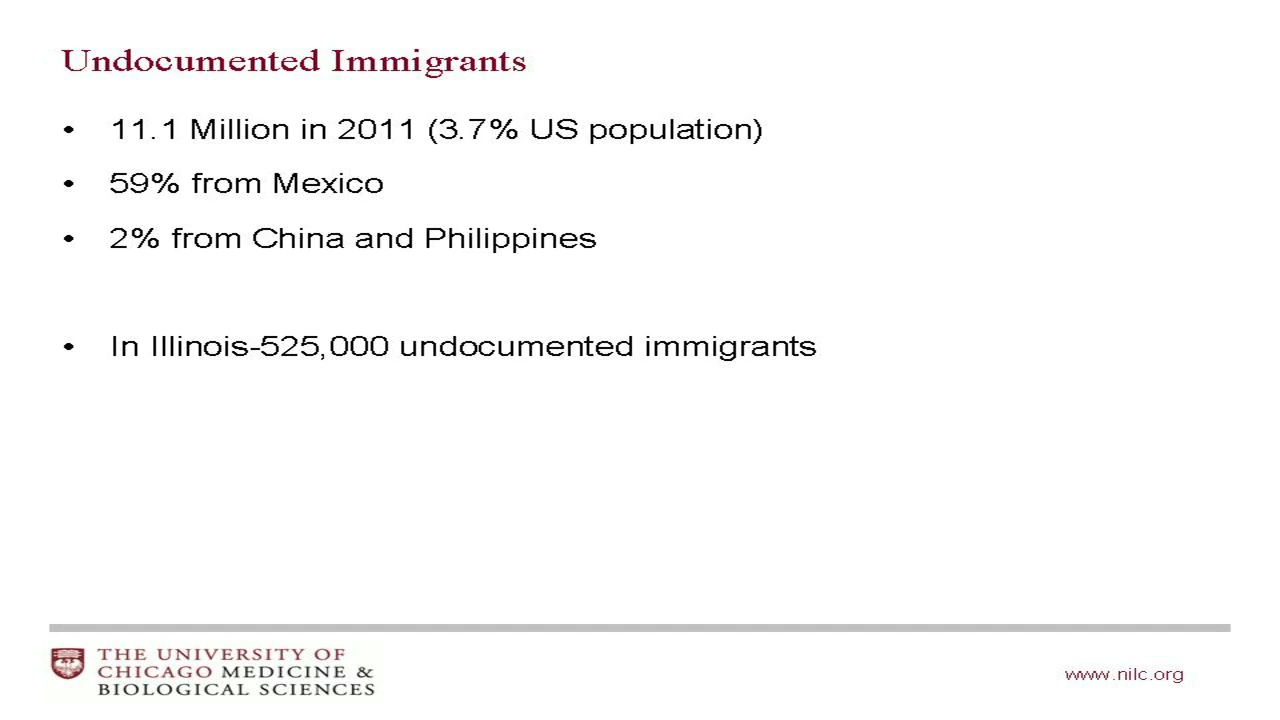 Undocumented Immigrants
• 11.1 Million in 2011 (3.7% US population)
• 59% from Mexico
• 2% from China and Philippines
• In Illinois-525,000 undocumented immigrants
THE UNIVERSITY OF
CHICAGO MEDICINE &
BIOLOGICAL SCIENCES
www.nilc.org